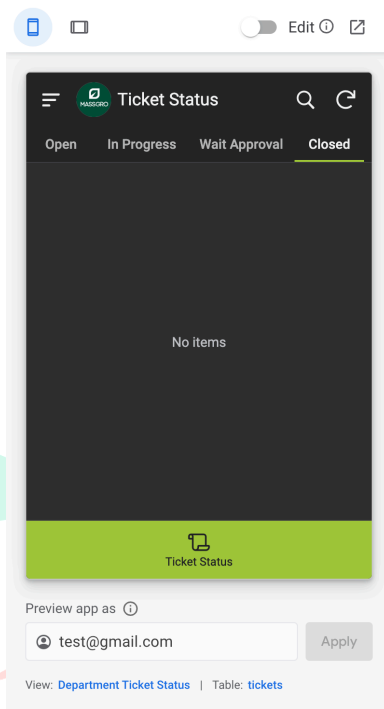 Edit
MASSGRO
Ticket Status
Open In Progress Wait Approval Closed
No items
Ticket Status
Preview app as
test@gmail.com Apply
View: Department Ticket Status | Table: tickets